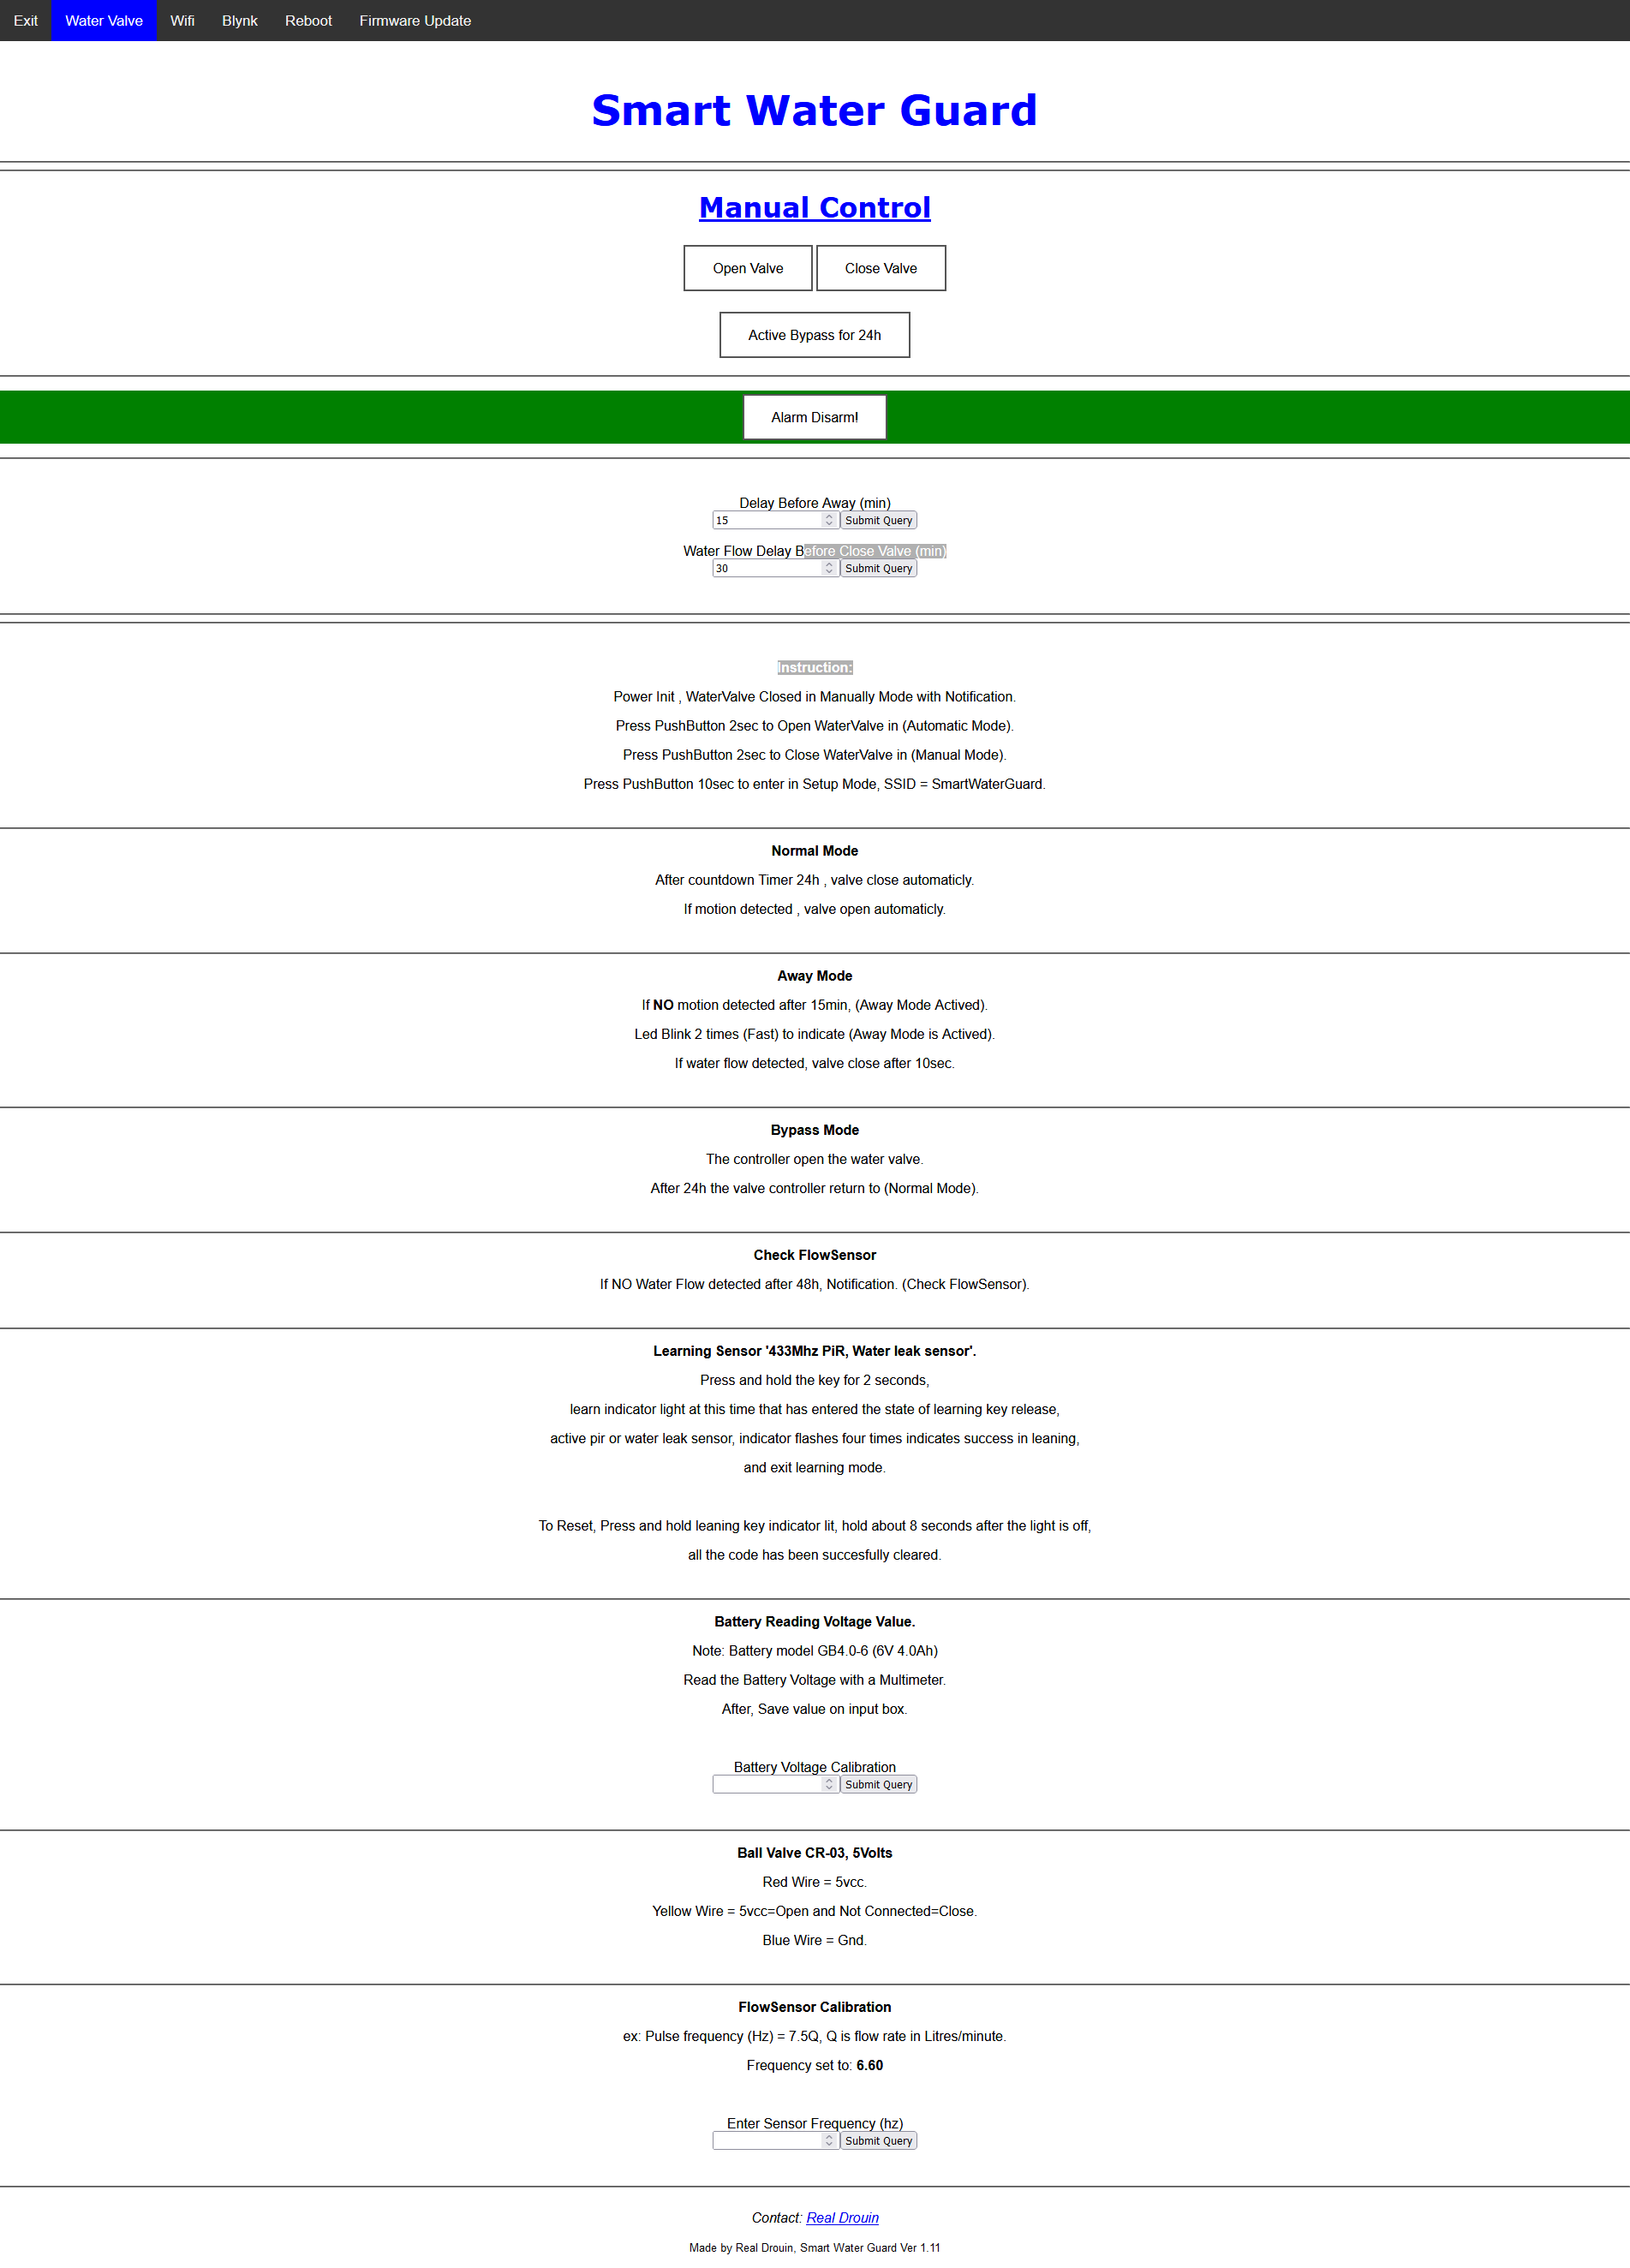 Exit Water Valve Wifi Blynk Reboot Firmware Update
Smart Water Guard
Manual Control
Open Valve Close Valve
Active Bypass for 24h
Alarm Disarm!
Delay Before Away (min)
15 Submit Query
Water Flow Delay Before Close Valve (min)
30 Submit Query
Instruction:
Power Init , WaterValve Closed in Manually Mode with Notification.
Press PushButton 2sec to Open WaterValve in (Automatic Mode).
Press PushButton 2sec to Close WaterValve in (Manual Mode).
Press PushButton 10sec to enter in Setup Mode, SSID = SmartWaterGuard.
Normal Mode
After countdown Timer 24h , valve close automaticly.
If motion detected , valve open automaticly.
Away Mode
If NO motion detected after 15min, (Away Mode Actived).
Led Blink 2 times (Fast) to indicate (Away Mode is Actived).
If water flow detected, valve close after 10sec.
Bypass Mode
The controller open the water valve.
After 24h the valve controller return to (Normal Mode).
Check FlowSensor
If NO Water Flow detected after 48h, Notification. (Check FlowSensor).
Learning Sensor '433Mhz PiR, Water leak sensor'.
Press and hold the key for 2 seconds,
learn indicator light at this time that has entered the state of learning key release,
active pir or water leak sensor, indicator flashes four times indicates success in leaning,
and exit learning mode.
To Reset, Press and hold leaning key indicator lit, hold about 8 seconds after the light is off,
all the code has been succesfully cleared.
Battery Reading Voltage Value.
Note: Battery model GB4.0-6 (6V 4.0Ah)
Read the Battery Voltage with a Multimeter.
After, Save value on input box.
Battery Voltage Calibration
Submit Query
Ball Valve CR-03, 5Volts
Red Wire = 5vcc.
Yellow Wire = 5vcc=Open and Not Connected=Close.
Blue Wire = Gnd.
FlowSensor Calibration
ex: Pulse frequency (Hz) = 7.5Q, Q is flow rate in Litres/minute.
Frequency set to: 6.60
Enter Sensor Frequency (hz)
Submit Query
Contact: Real Drouin
Made by Real Drouin, Smart Water Guard Ver 1.11